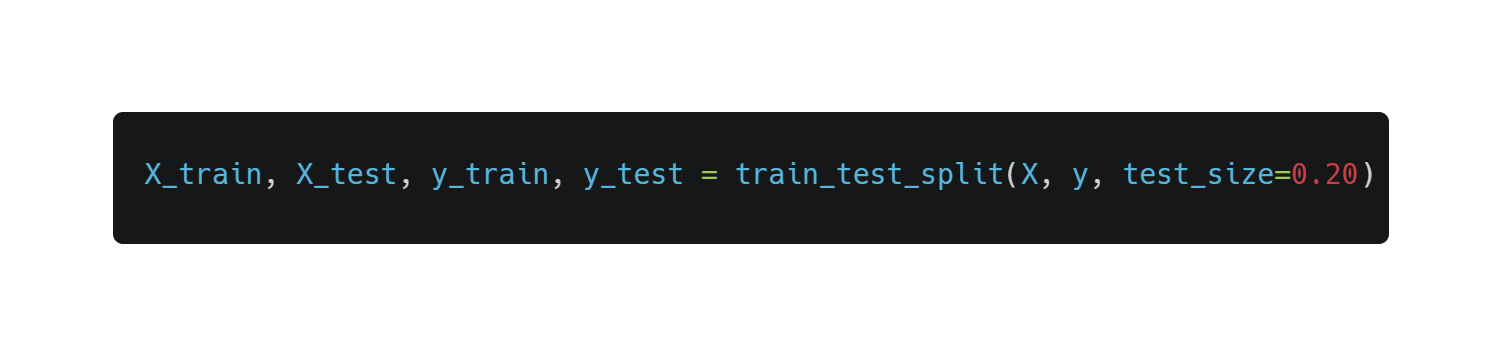 X_train, X_test, y_train, y_test = train_test_split(X, y, test_size=0.20)